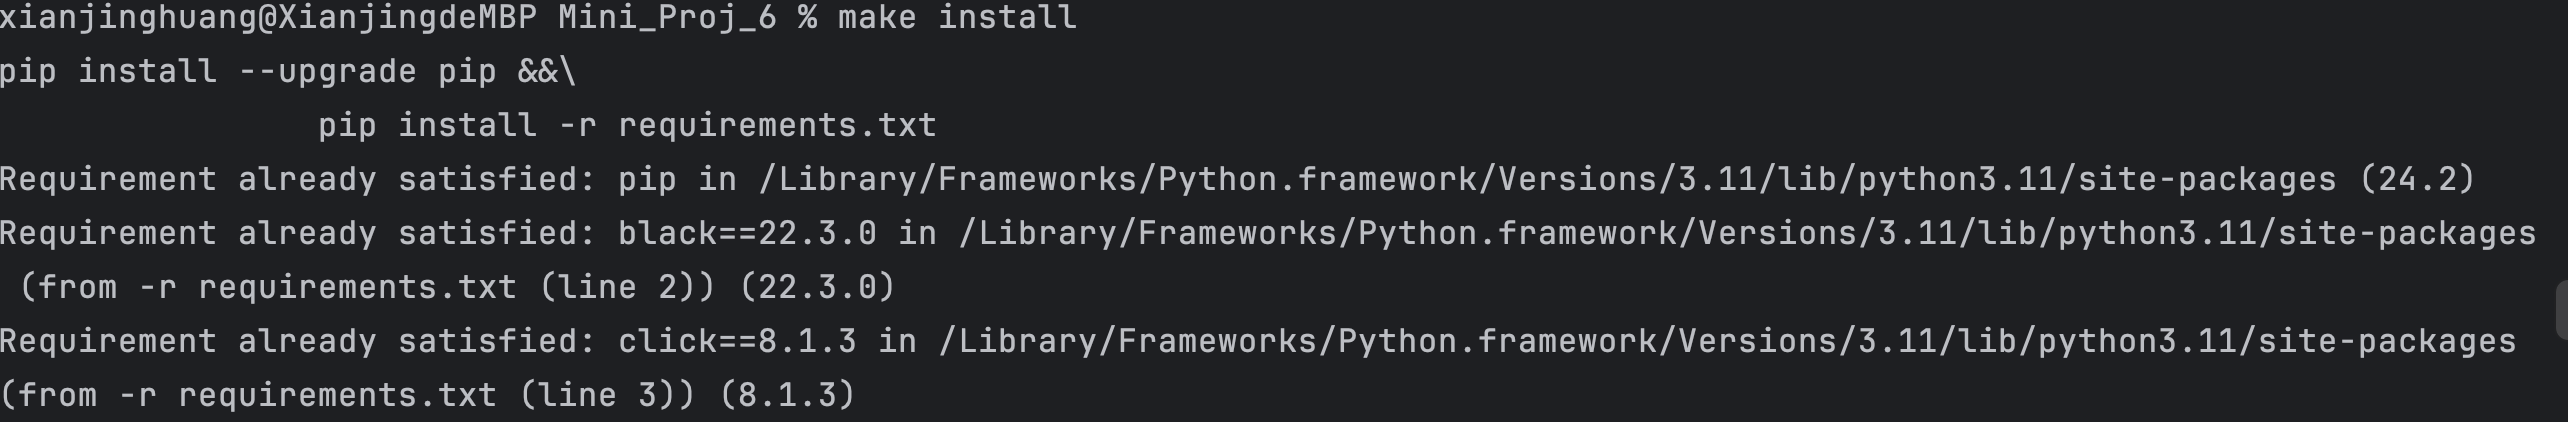 xianjinghuang@XianjingdeMBP Mini_Proj_6 % make install
pip install --upgrade pip &&\
pip install -r requirements.txt
Requirement already satisfied: pip in /Library/Frameworks/Python.framework/Versions/3.11/lib/python3.11/site-packages (24.2)
Requirement already satisfied: black==22.3.0 in /Library/Frameworks/Python.framework/Versions/3.11/lib/python3.11/site-packages
(from -r requirements.txt (line 2)) (22.3.0)
Requirement already satisfied: click==8.1.3 in /Library/Frameworks/Python.framework/Versions/3.11/lib/python3.11/site-packages
(from -r requirements.txt (line 3)) (8.1.3)